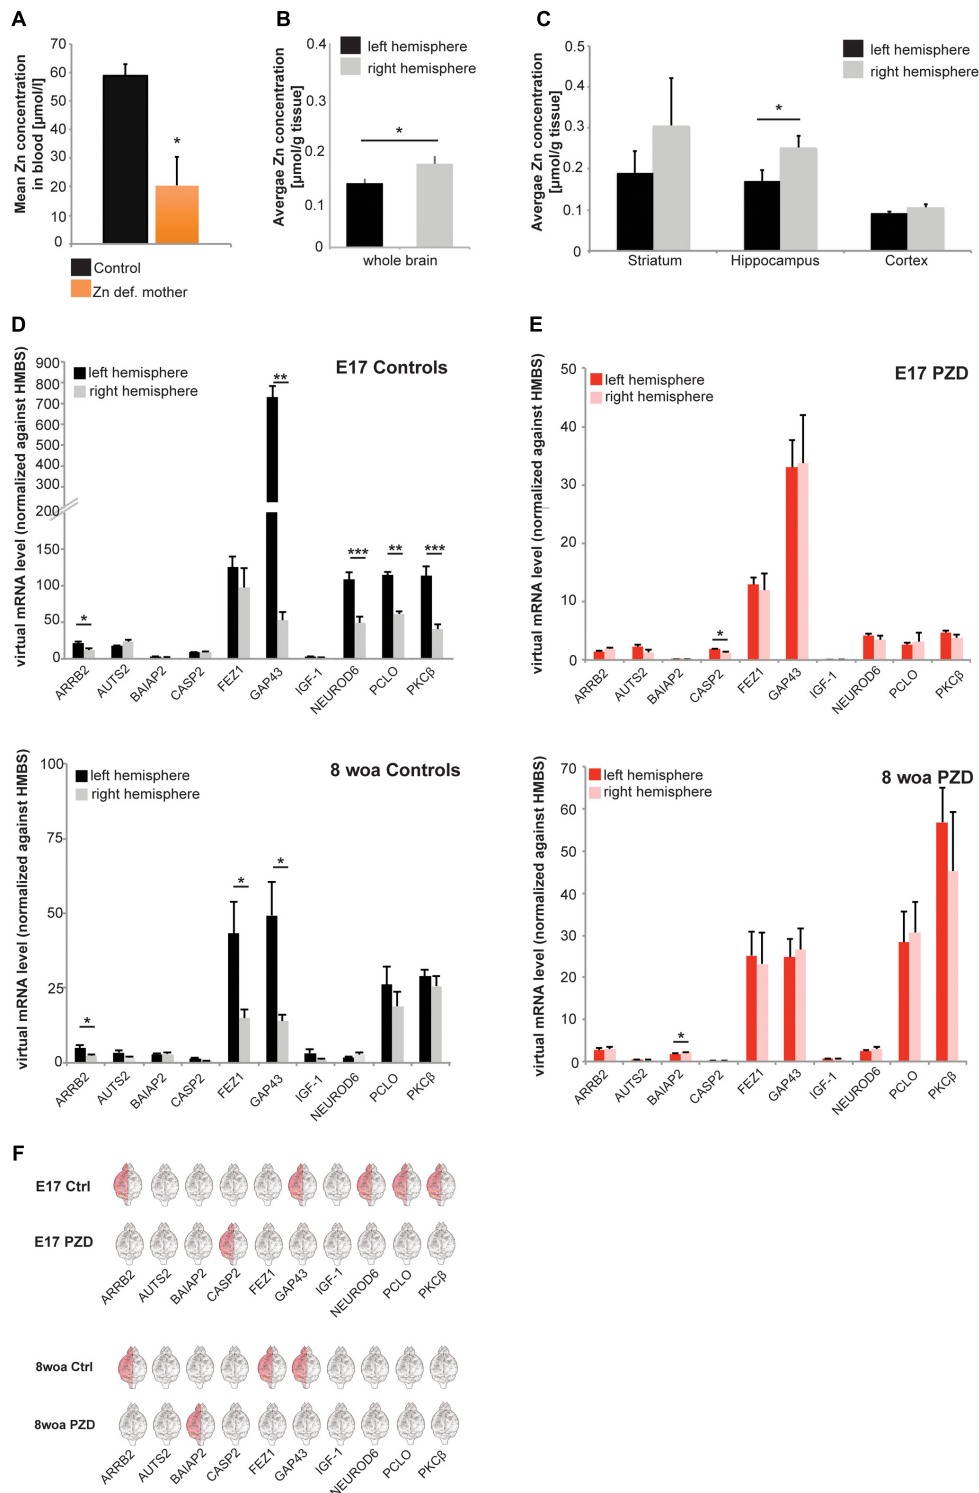 A
Mean Zn concentration
in blood [µmol/l]
70
60
50
40
30
20
10
0
*
Control
Zn def. mother
B
Avergae Zn concentration
[µmol/g tissue]
0.4
0.3
0.2
0.1
0
left hemisphere
right hemisphere
*
whole brain
C
Avergae Zn concentration
[µmol/g tissue]
0.5
0.4
0.3
0.2
0.1
0
left hemisphere
right hemisphere
*
Striatum
Hippocampus
Cortex
D
virtual mRNA level (normalized against HMBS)
900
800
700
600
500
400
300
200
150
100
50
0
left hemisphere
right hemisphere
E17 Controls
*
**
***
**
***
ARRB2
AUTS2
BAIAP2
CASP2
FEZ1
GAP43
IGF-1
NEUROD6
PCLO
PKCβ
E
virtual mRNA level (normalized against HMBS)
50
40
30
20
10
0
left hemisphere
right hemisphere
E17 PZD
*
ARRB2
AUTS2
BAIAP2
CASP2
FEZ1
GAP43
IGF-1
NEUROD6
PCLO
PKCβ
virtual mRNA level (normalized against HMBS)
100
75
50
25
0
left hemisphere
right hemisphere
8 woa Controls
*
*
*
ARRB2
AUTS2
BAIAP2
CASP2
FEZ1
GAP43
IGF-1
NEUROD6
PCLO
PKCβ
virtual mRNA level (normalized against HMBS)
70
60
50
40
30
20
10
0
left hemisphere
right hemisphere
8 woa PZD
*
ARRB2
AUTS2
BAIAP2
CASP2
FEZ1
GAP43
IGF-1
NEUROD6
PCLO
PKCβ
F
E17 Ctrl
E17 PZD
ARRB2
AUTS2
BAIAP2
CASP2
FEZ1
GAP43
IGF-1
NEUROD6
PCLO
PKCβ
8woa Ctrl
8woa PZD
ARRB2
AUTS2
BAIAP2
CASP2
FEZ1
GAP43
IGF-1
NEUROD6
PCLO
PKCβ